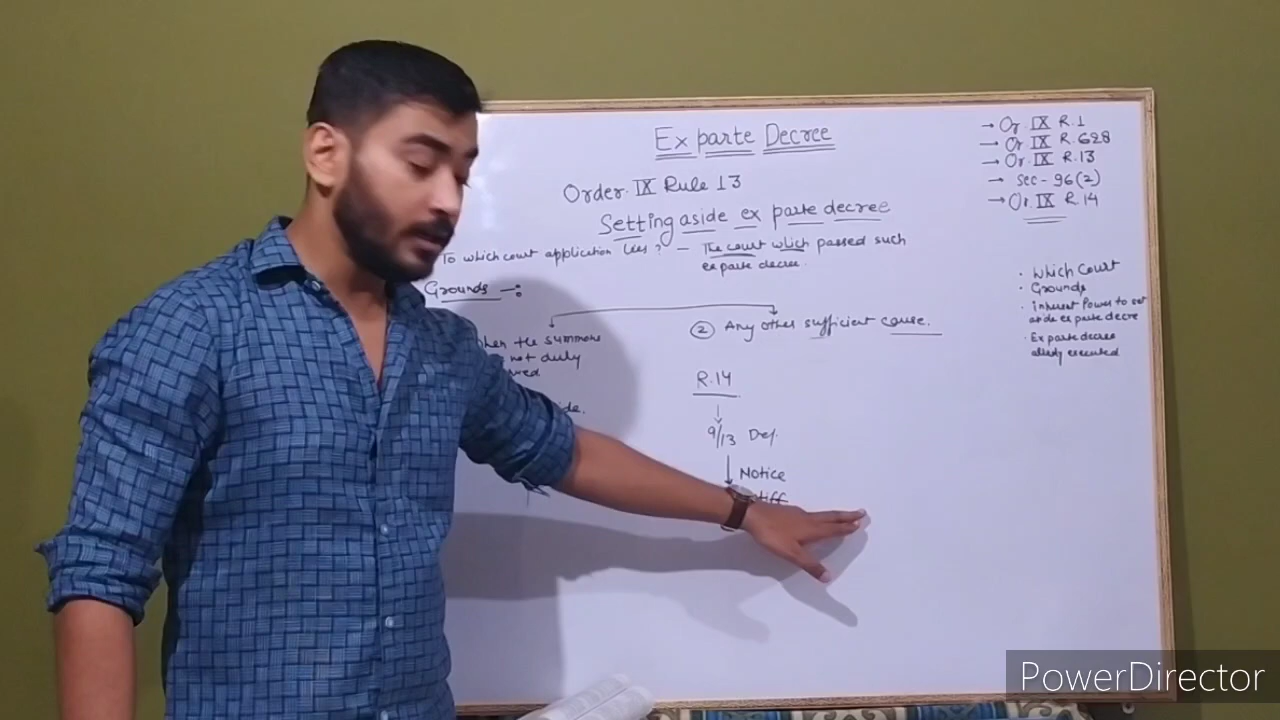 Ex parte Decree
Order IX Rule 13
Setting aside ex parte decree
To which court application lies? – The court which passed such
ex parte decree.
Grounds –:
when the summons
not duly
② Any other sufficient cause.
R.14
9/13 Def.
Notice
→ Or. IX R.1
→ Or. IX R.6&8
→ Or. IX R.13
→ Sec - 96(2)
→ Or. IX R.14
• Which Court
• Grounds
• Inherent Power to set
aside ex parte decre
• Ex parte decree
already executed
PowerDirector